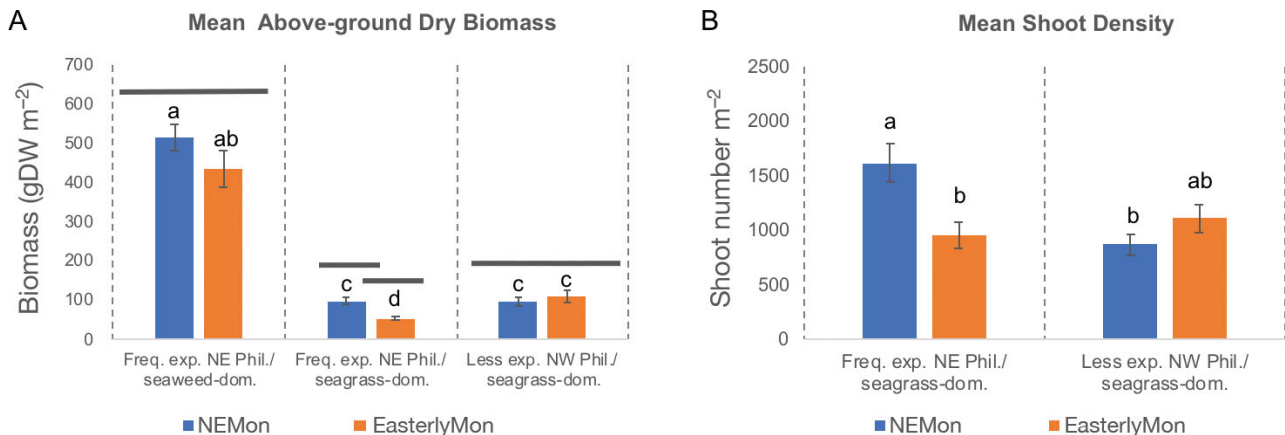 A
Mean Above-ground Dry Biomass
Biomass (gDW m⁻²)
700
600
500
400
300
200
100
0
a
ab
c
d
c
c
Freq. exp. NE Phil./
seaweed-dom.
Freq. exp. NE Phil./
seagrass-dom.
Less exp. NW Phil./
seagrass-dom.
NEMon
EasterlyMon
B
Mean Shoot Density
Shoot number m⁻²
2500
2000
1500
1000
500
0
a
b
b
ab
Freq. exp. NE Phil./
seagrass-dom.
Less exp. NW Phil./
seagrass-dom.
NEMon
EasterlyMon